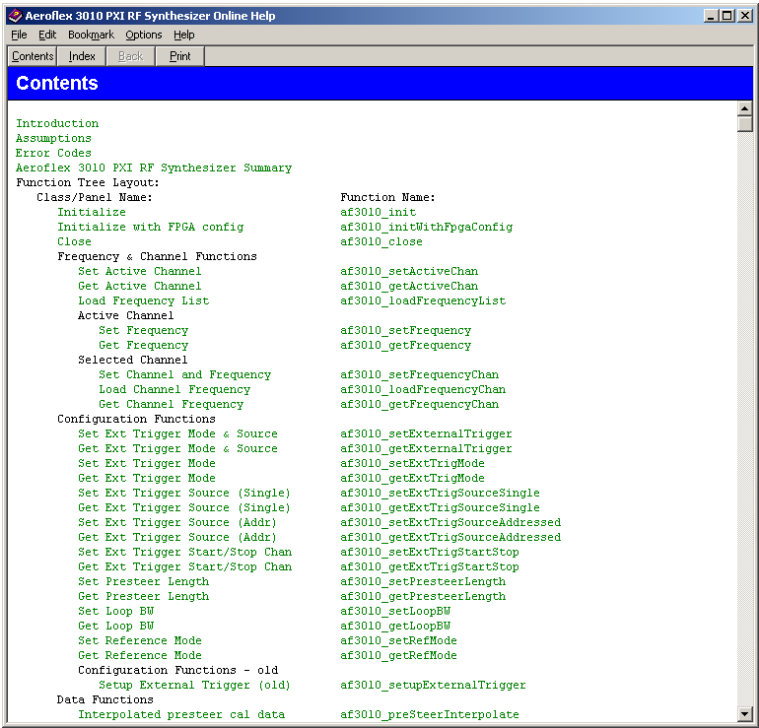 Aeroflex 3010 PXI RF Synthesizer Online Help
File Edit Bookmark Options Help
Contents Index Back Print
Contents
Introduction
Assumptions
Error Codes
Aeroflex 3010 PXI RF Synthesizer Summary
Function Tree Layout:
Class/Panel Name: Function Name:
Initialize af3010_init
Initialize with FPGA config af3010_initWithFpgaConfig
Close af3010_close
Frequency & Channel Functions
Set Active Channel af3010_setActiveChan
Get Active Channel af3010_getActiveChan
Load Frequency List af3010_loadFrequencyList
Active Channel
Set Frequency af3010_setFrequency
Get Frequency af3010_getFrequency
Selected Channel
Set Channel and Frequency af3010_setFrequencyChan
Load Channel Frequency af3010_loadFrequencyChan
Get Channel Frequency af3010_getFrequencyChan
Configuration Functions
Set Ext Trigger Mode & Source af3010_setExternalTrigger
Get Ext Trigger Mode & Source af3010_getExternalTrigger
Set Ext Trigger Mode af3010_setExtTrigMode
Get Ext Trigger Mode af3010_getExtTrigMode
Set Ext Trigger Source (Single) af3010_setExtTrigSourceSingle
Get Ext Trigger Source (Single) af3010_getExtTrigSourceSingle
Set Ext Trigger Source (Addr) af3010_setExtTrigSourceAddressed
Get Ext Trigger Source (Addr) af3010_getExtTrigSourceAddressed
Set Ext Trigger Start/Stop Chan af3010_setExtTrigStartStop
Get Ext Trigger Start/Stop Chan af3010_getExtTrigStartStop
Set Presteer Length af3010_setPresteerLength
Get Presteer Length af3010_getPresteerLength
Set Loop BW af3010_setLoopBW
Get Loop BW af3010_getLoopBW
Set Reference Mode af3010_setRefMode
Get Reference Mode af3010_getRefMode
Configuration Functions - old
Setup External Trigger (old) af3010_setupExternalTrigger
Data Functions
Interpolated presteer cal data af3010_preSteerInterpolate